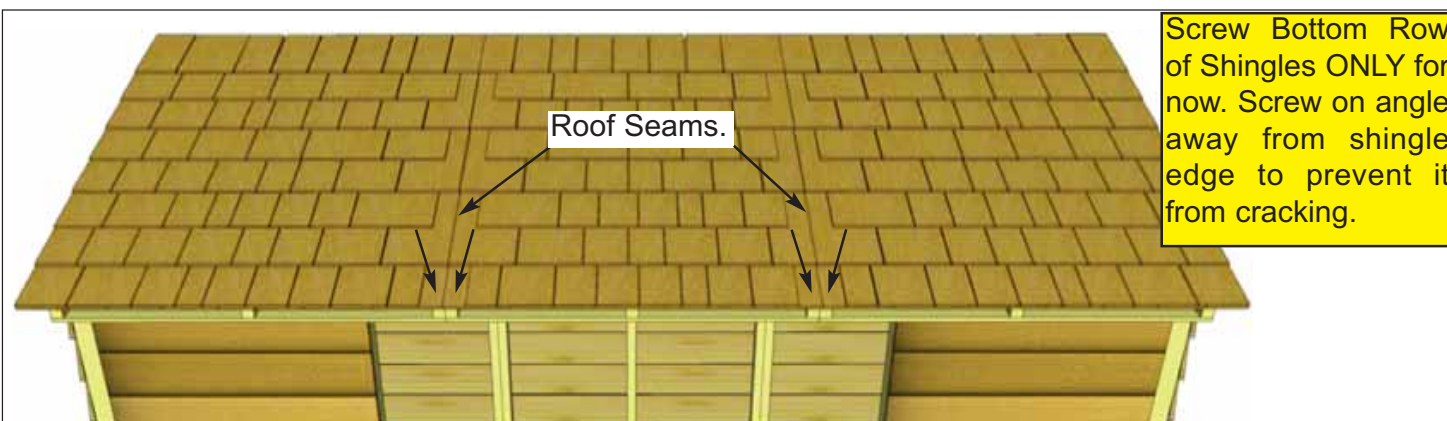 Roof Seams.
Screw Bottom Row
of Shingles ONLY for
now. Screw on angle
away from shingle
edge to prevent it
from cracking.